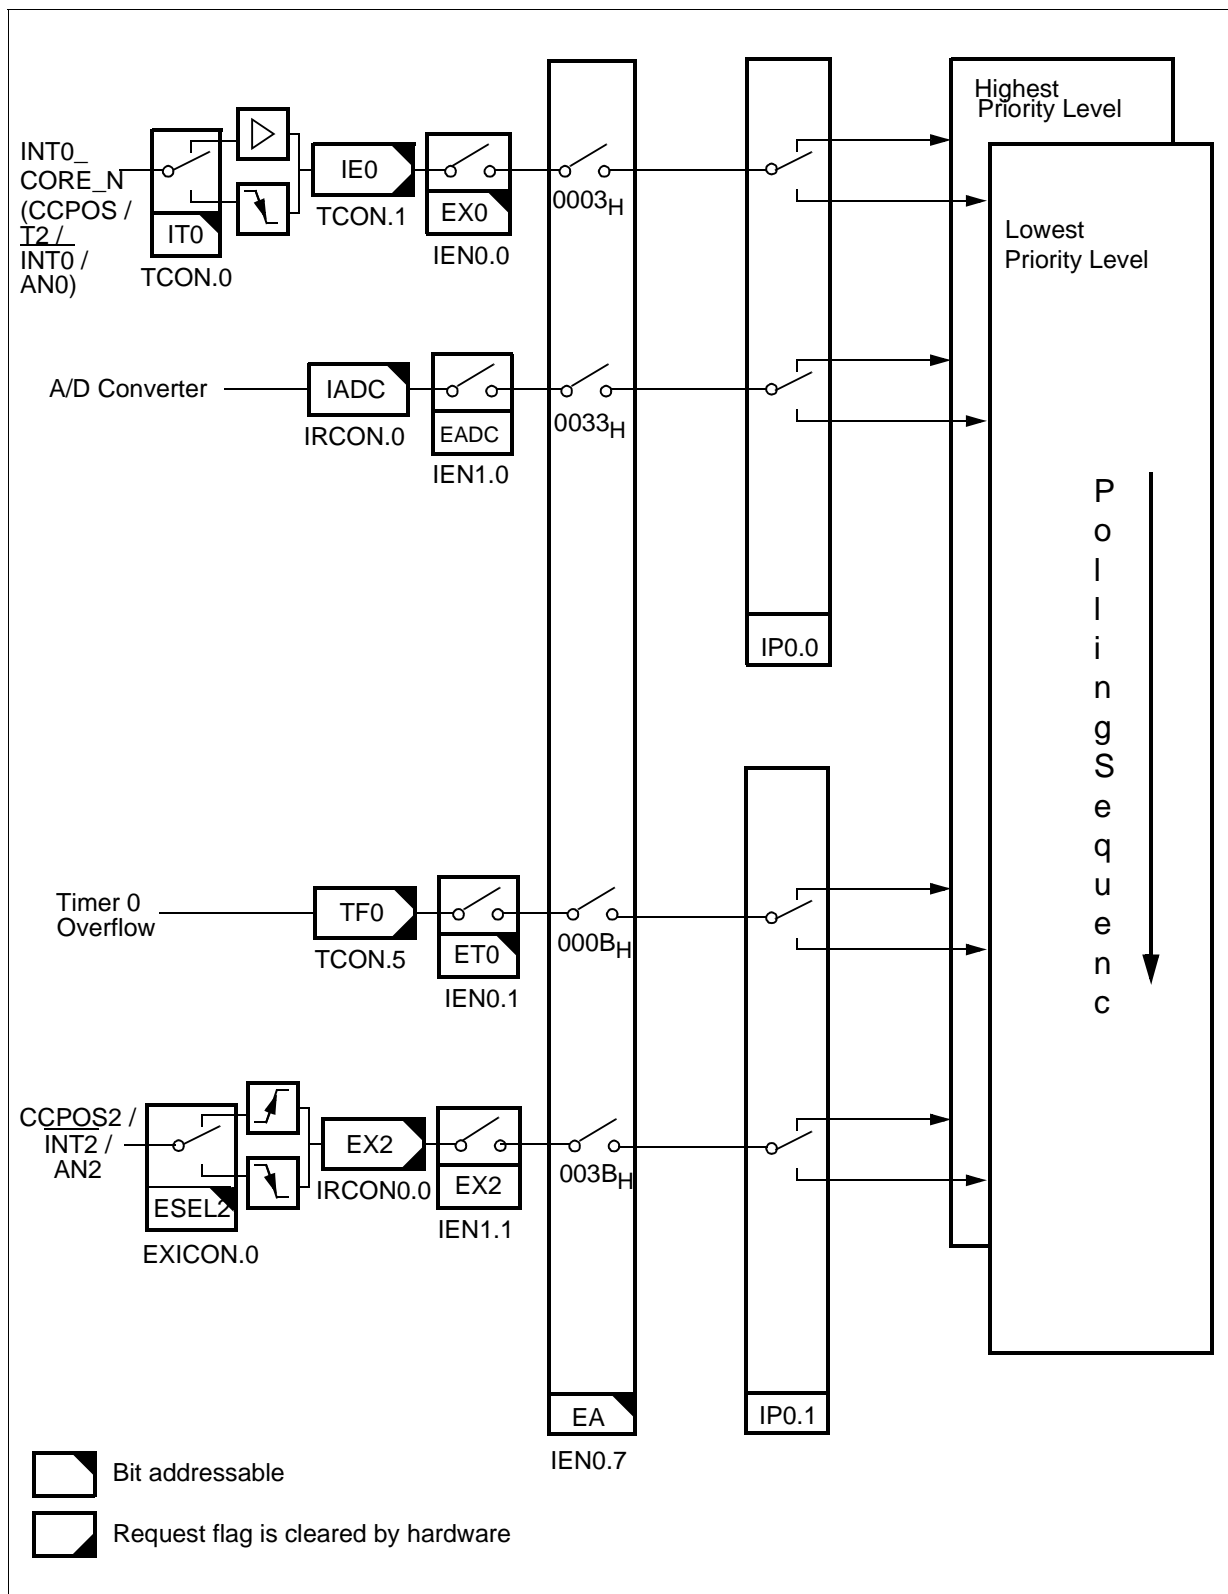 Highest
Priority Level
Lowest
Priority Level
INT0_
CORE_N
(CCPOS /
T2 /
INT0 /
AN0)
IT0
TCON.0
IE0
TCON.1
EX0
IEN0.0
0003H
A/D Converter
IADC
IRCON.0
EADC
IEN1.0
0033H
IP0.0
Polling Sequenc
Timer 0
Overflow
TF0
TCON.5
ET0
IEN0.1
000BH
CCPOS2 /
INT2 /
AN2
ESEL2
EXICON.0
EX2
IRCON0.0
EX2
IEN1.1
003BH
EA
IEN0.7
IP0.1
Bit addressable
Request flag is cleared by hardware